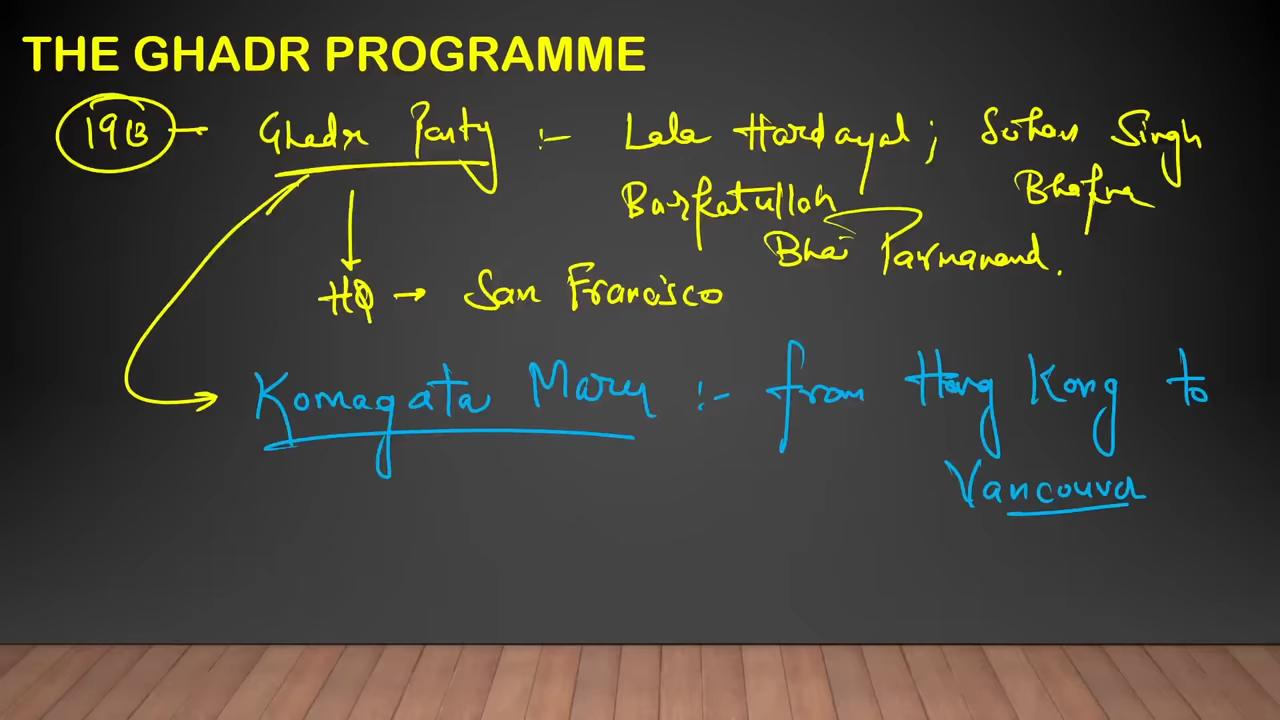 THE GHADR PROGRAMME
1913 - Ghadr Party :- Lala Hardayal; Sohan Singh
Barkatullah Bhakna
Bhai Parmanand.
HQ → San Francisco
Komagata Maru :- from Hong Kong to
Vancouver